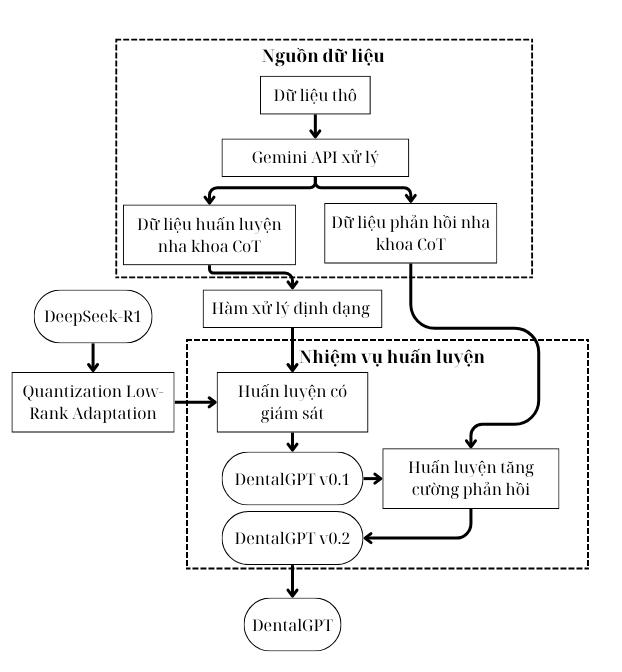 Nguồn dữ liệu
Dữ liệu thô
Gemini API xử lý
Dữ liệu huấn luyện
nha khoa CoT
Dữ liệu phản hồi nha
khoa CoT
Hàm xử lý định dạng
DeepSeek-R1
Nhiệm vụ huấn luyện
Quantization Low-
Rank Adaptation
Huấn luyện có
giám sát
DentalGPT v0.1
Huấn luyện tăng
cường phản hồi
DentalGPT v0.2
DentalGPT